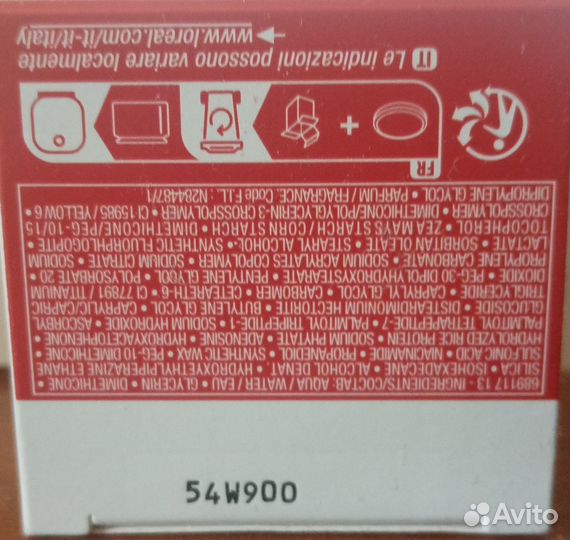 689117 13 - INGREDIENTS/СОСТАВ: AQUA / WATER / EAU • GLYCERIN • DIMETHICONE
SILICA • ISOHEXADECANE • ALCOHOL DENAT. • HYDROXYETHYLPIPERAZINE ETHANE
SULFONIC ACID • NIACINAMIDE • PROPANEDIOL • SYNTHETIC WAX • PEG-10 DIMETHICONE •
HYDROLYZED RICE PROTEIN • SODIUM PHYTATE • ADENOSINE • HYDROXYACETOPHENONE •
PALMITOYL TETRAPEPTIDE-7 • PALMITOYL TRIPEPTIDE-1 • SODIUM HYDROXIDE • ASCORBYL
GLUCOSIDE • DISTEARDIMONIUM HECTORITE • BUTYLENE GLYCOL • CAPRYLIC/CAPRIC
TRIGLYCERIDE • CAPRYLYL GLYCOL • CARBOMER • CETEARETH-6 • CI 77891 / TITANIUM
DIOXIDE • PEG-30 DIPOLYHYDROXYSTEARATE • PENTYLENE GLYCOL • POLYSORBATE 20 •
PROPYLENE CARBONATE • SODIUM ACRYLATES COPOLYMER • SODIUM CITRATE • SODIUM
LACTATE • SORBITAN OLEATE • STEARYL ALCOHOL • SYNTHETIC FLUORPHLOGOPITE •
TOCOPHEROL • ZEA MAYS STARCH / CORN STARCH • DIMETHICONE/PEG-10/15
CROSSPOLYMER • DIMETHICONE/POLYGLYCERIN-3 CROSSPOLYMER • CI 15985 / YELLOW 6 •
DIPROPYLENE GLYCOL • PARFUM / FRAGRANCE. Code F.I.L. : N284487/1
FR
+
IT Le indicazioni possono variare localmente
www.loreal.com/it-it/italy
54W900
Avito